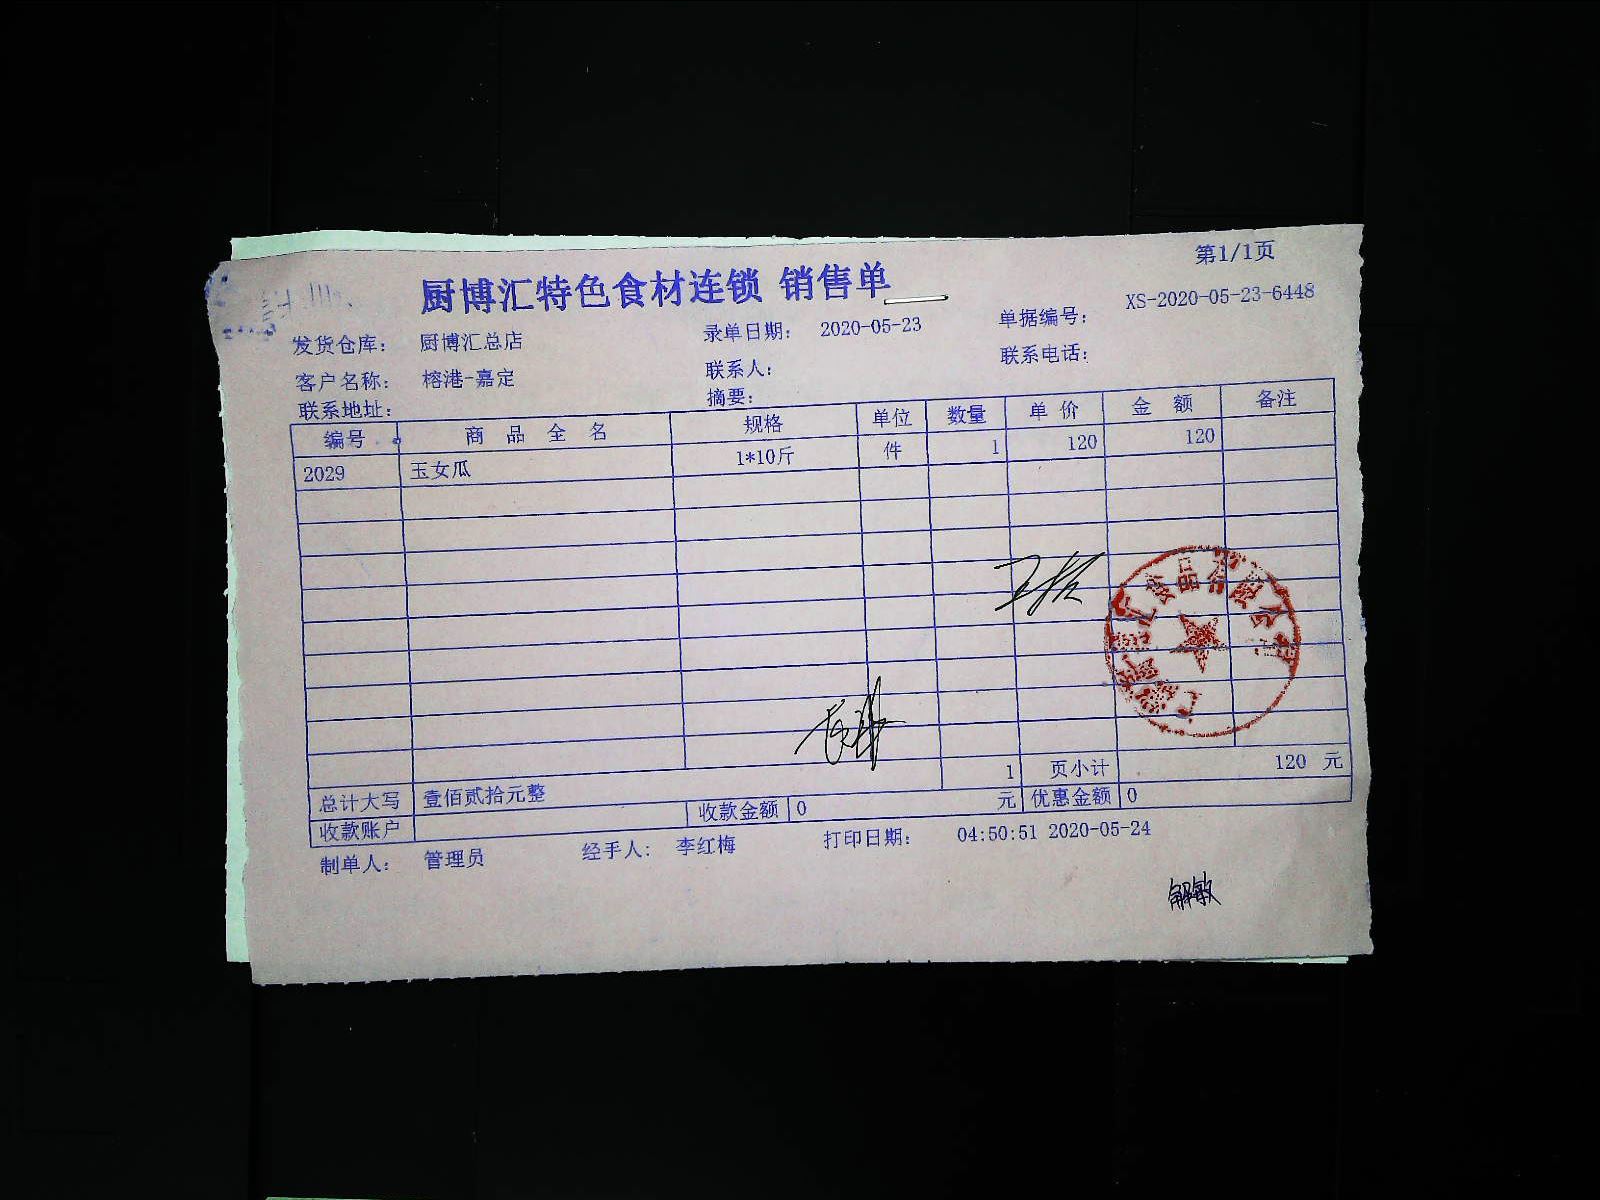 第1/1页
厨博汇特色食材连锁 销售单
发货仓库: 厨博汇总店 录单日期: 2020-05-23 单据编号: XS-2020-05-23-6448
客户名称: 榕港-嘉定 联系人: 联系电话:
联系地址: 摘要:
编号 商品全名 规格 单位 数量 单价 金额 备注
2029 玉女瓜 1*10斤 件 1 120 120
1 页小计 120 元
总计大写 壹佰贰拾元整 收款金额 0 元 优惠金额 0
收款账户
制单人: 管理员 经手人: 李红梅 打印日期: 04:50:51 2020-05-24
解敏